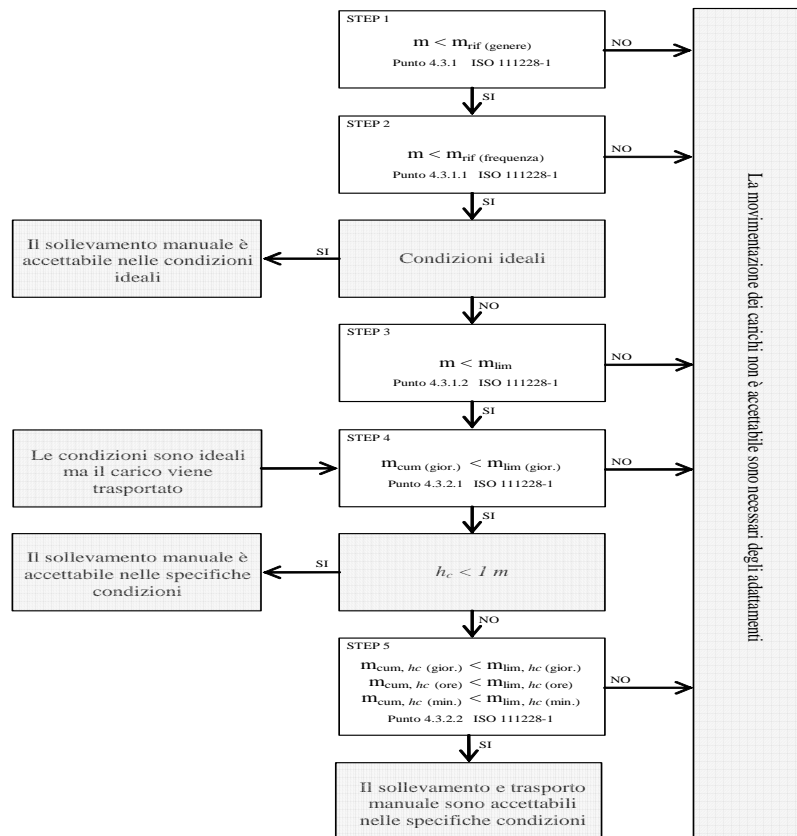 STEP 1
m < mrif (genere)
Punto 4.3.1 ISO 111228-1
NO
SI
STEP 2
m < mrif (frequenza)
Punto 4.3.1.1 ISO 111228-1
NO
SI
Il sollevamento manuale è
accettabile nelle condizioni
ideali
SI
Condizioni ideali
NO
STEP 3
m < mlim
Punto 4.3.1.2 ISO 111228-1
NO
SI
Le condizioni sono ideali
ma il carico viene
trasportato
STEP 4
mcum (gior.) < mlim (gior.)
Punto 4.3.2.1 ISO 111228-1
NO
SI
Il sollevamento manuale è
accettabile nelle specifiche
condizioni
SI
hc < 1 m
NO
STEP 5
mcum, hc (gior.) < mlim, hc (gior.)
mcum, hc (ore) < mlim, hc (ore)
mcum, hc (min.) < mlim, hc (min.)
Punto 4.3.2.2 ISO 111228-1
NO
SI
Il sollevamento e trasporto
manuale sono accettabili
nelle specifiche condizioni
La movimentazione dei carichi non è accettabile sono necessari degli adattamenti